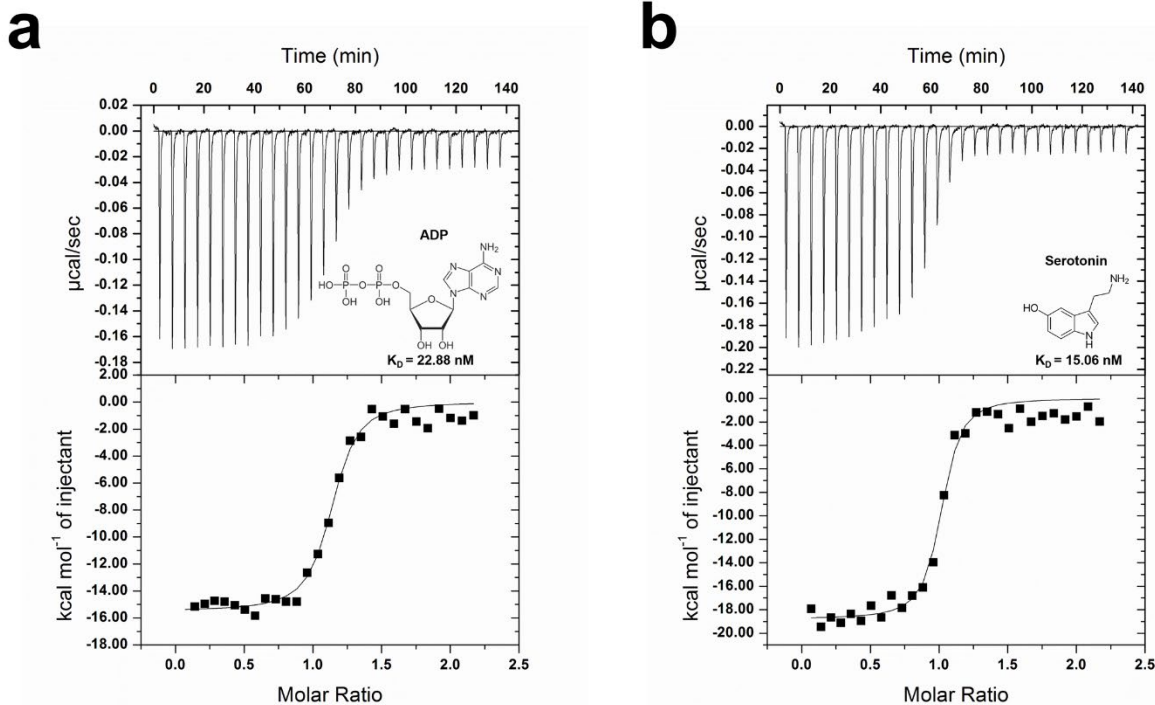 a
Time (min)
0 20 40 60 80 100 120 140
0.02
0.00
-0.02
-0.04
-0.06
-0.08
-0.10
-0.12
-0.14
-0.16
-0.18
µcal/sec
ADP
NH₂
N
N
N
N
O
O
HO-P-O-P-O
OH
OH
O
OH OH
K_D = 22.88 nM
2.00
0.00
-2.00
-4.00
-6.00
-8.00
-10.00
-12.00
-14.00
-16.00
-18.00
kcal mol⁻¹ of injectant
0.0 0.5 1.0 1.5 2.0 2.5
Molar Ratio
b
Time (min)
0 20 40 60 80 100 120 140
0.00
-0.02
-0.04
-0.06
-0.08
-0.10
-0.12
-0.14
-0.16
-0.18
-0.20
-0.22
µcal/sec
Serotonin
NH₂
HO
N
H
K_D = 15.06 nM
0.00
-2.00
-4.00
-6.00
-8.00
-10.00
-12.00
-14.00
-16.00
-18.00
-20.00
kcal mol⁻¹ of injectant
0.0 0.5 1.0 1.5 2.0 2.5
Molar Ratio